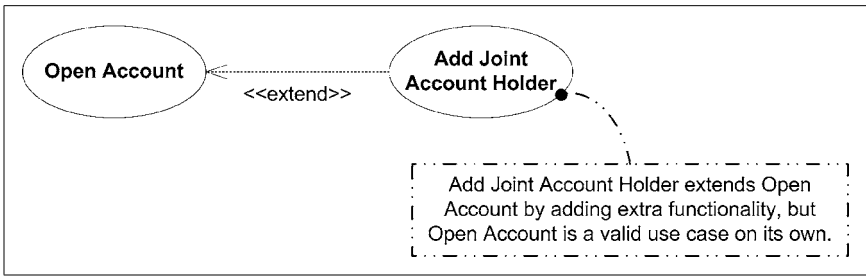 Open Account
Add Joint
Account Holder
<<extend>>
Add Joint Account Holder extends Open
Account by adding extra functionality, but
Open Account is a valid use case on its own.